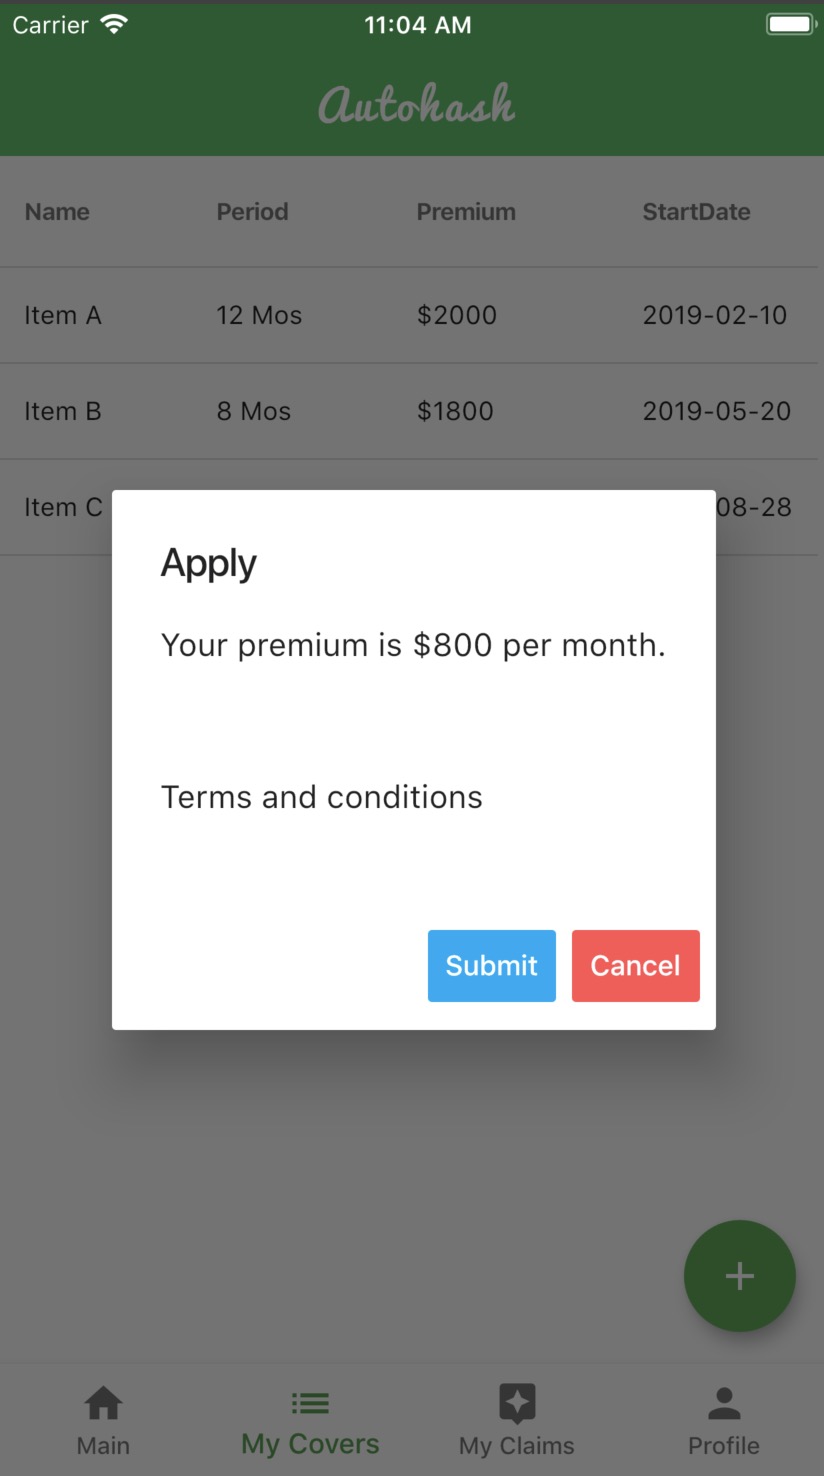 Carrier 11:04 AM
Autohash
Name Period Premium StartDate
Item A 12 Mos $2000 2019-02-10
Item B 8 Mos $1800 2019-05-20
Item C 08-28
Apply
Your premium is $800 per month.
Terms and conditions
Submit Cancel
+
Main My Covers My Claims Profile